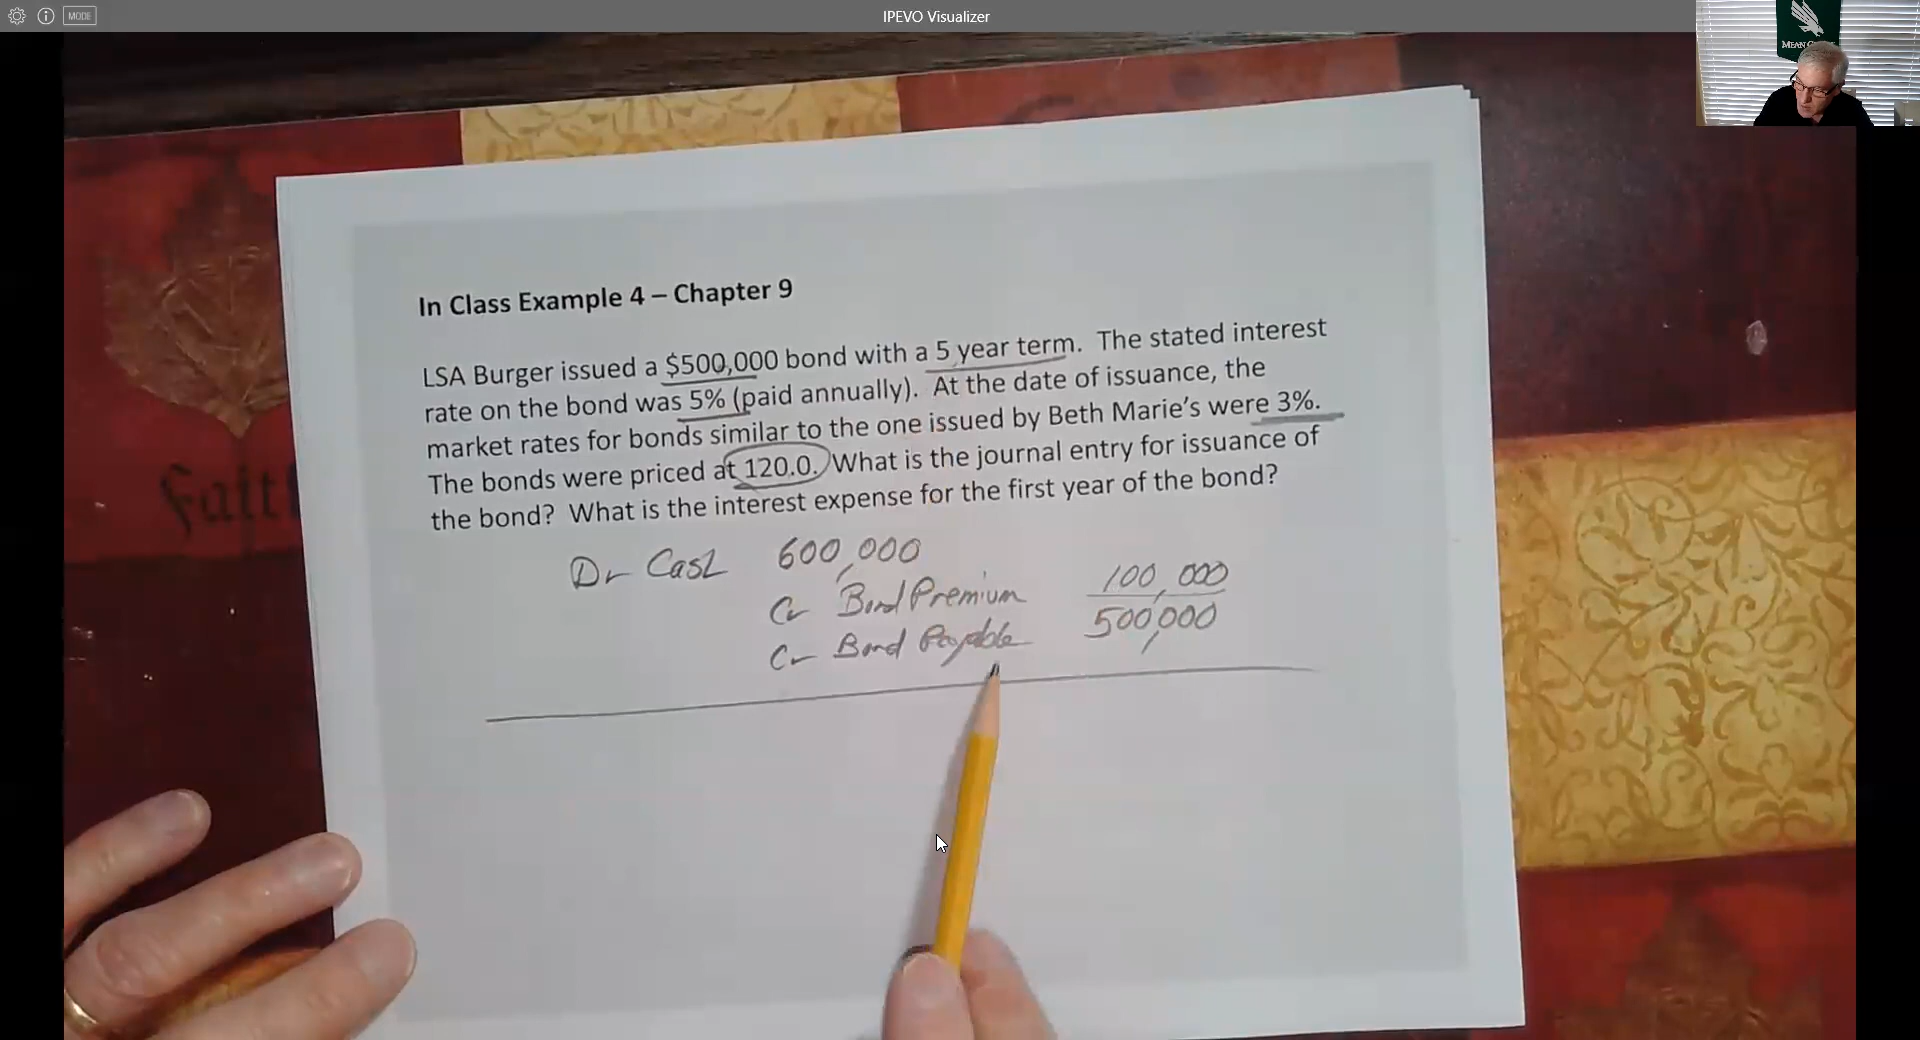 MODE
IPEVO Visualizer
MEAN
In Class Example 4 – Chapter 9
LSA Burger issued a $500,000 bond with a 5 year term. The stated interest
rate on the bond was 5% (paid annually). At the date of issuance, the
market rates for bonds similar to the one issued by Beth Marie's were 3%.
The bonds were priced at 120.0. What is the journal entry for issuance of
the bond? What is the interest expense for the first year of the bond?
Faith
Dr Cash 600,000
Cr Bond Premium 100,000
Cr Bond Payable 500,000